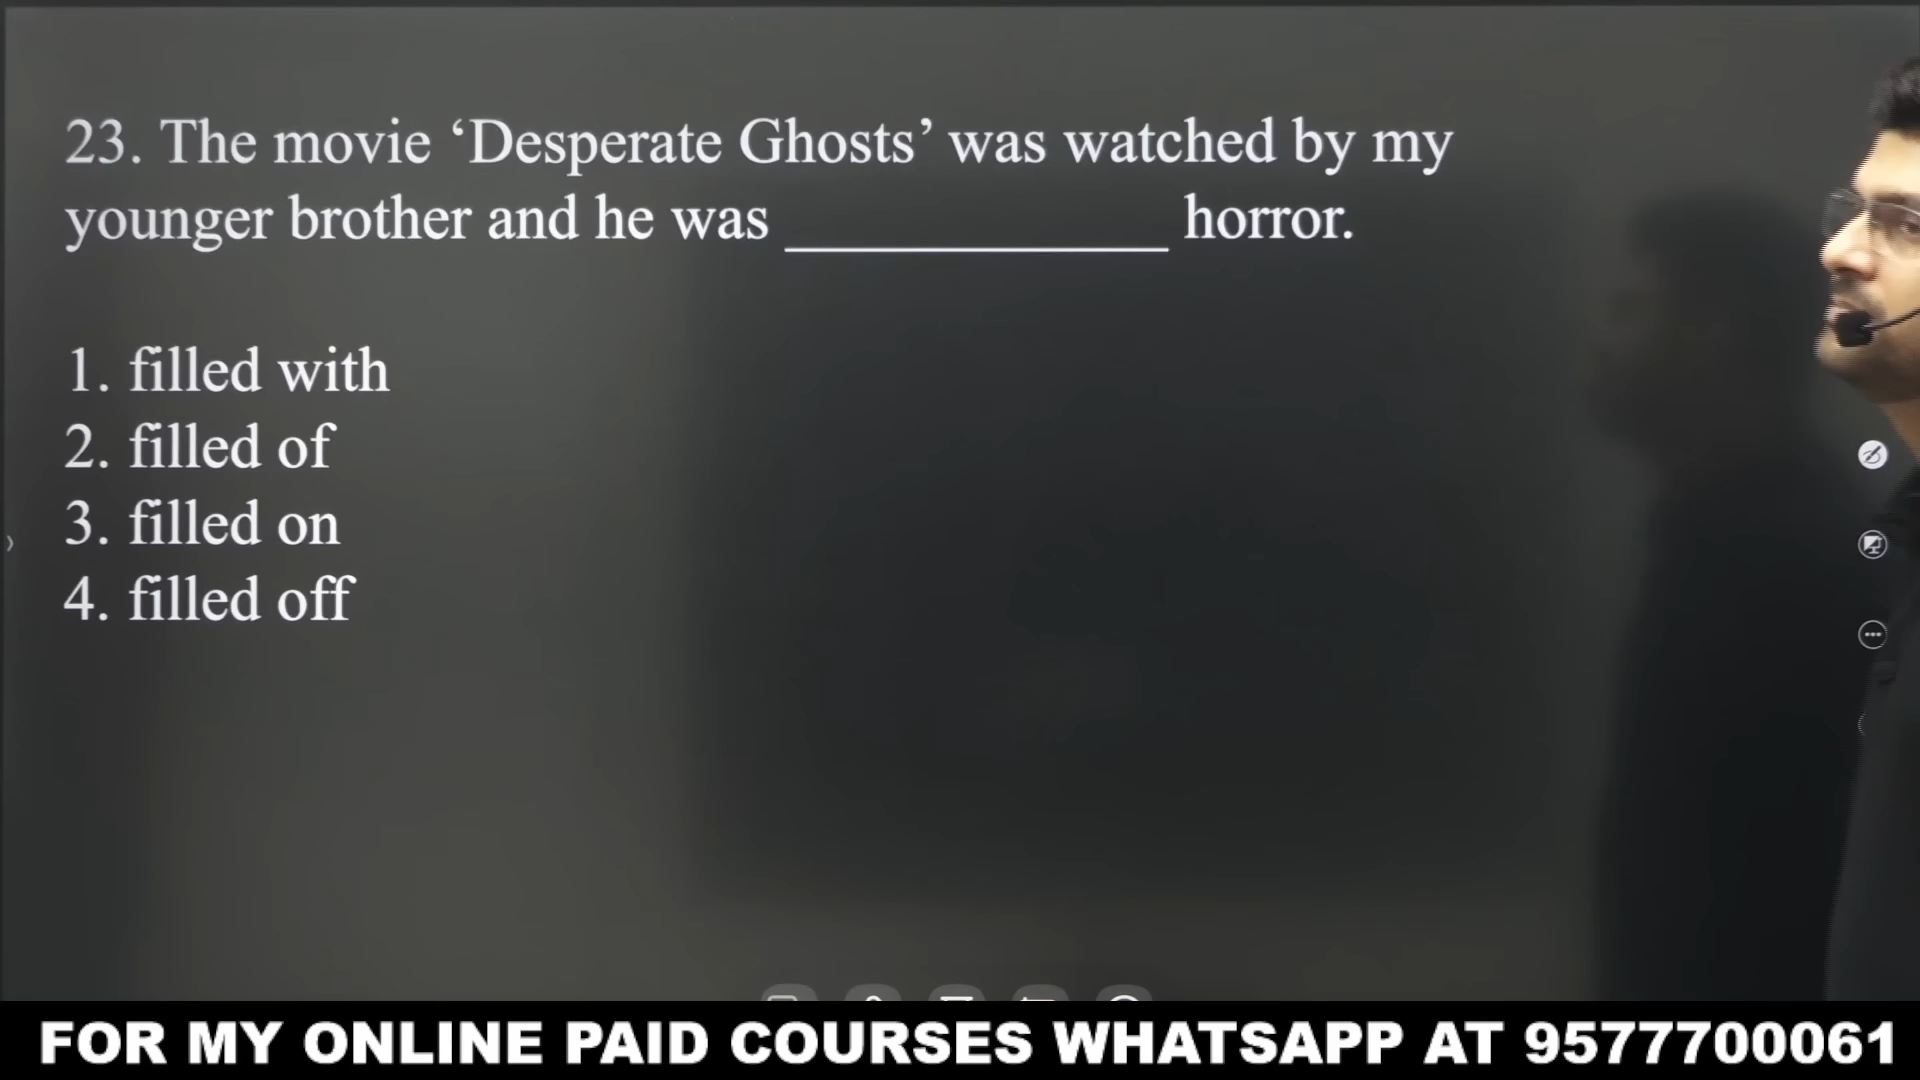 23. The movie ‘Desperate Ghosts’ was watched by my
younger brother and he was ____________ horror.
1. filled with
2. filled of
3. filled on
4. filled off
FOR MY ONLINE PAID COURSES WHATSAPP AT 9577700061